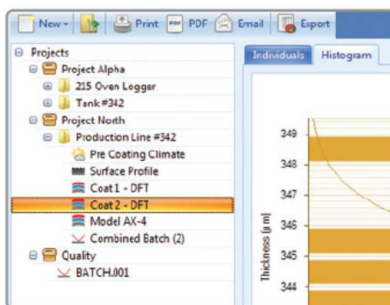 New Print PDF Email Export
Projects
Project Alpha
215 Oven Logger
Tank #342
Project North
Production Line #342
Pre Coating Climate
Surface Profile
Coat 1 - DFT
Coat 2 - DFT
Model AX-4
Combined Batch (2)
Quality
BATCH.001
Individuals Histogram
349
348
347
346
345
344
Thickness [µm]